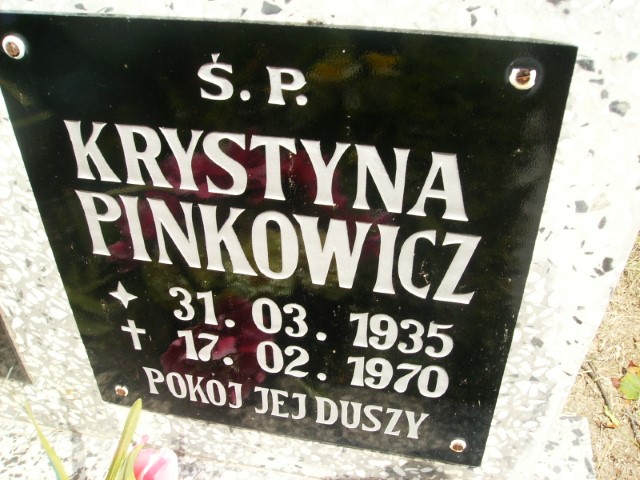 Ś.P.
KRYSTYNA
PINKOWICZ
31.03.1935
17.02.1970
POKOJ JEJ DUSZY